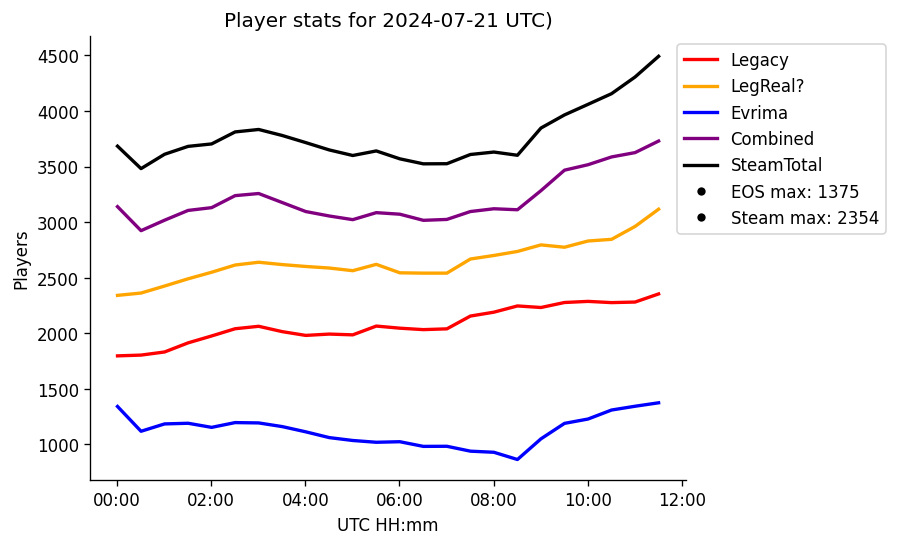 Player stats for 2024-07-21 UTC)
Players
4500
4000
3500
3000
2500
2000
1500
1000
00:00 02:00 04:00 06:00 08:00 10:00 12:00
UTC HH:mm
Legacy
LegReal?
Evrima
Combined
SteamTotal
EOS max: 1375
Steam max: 2354